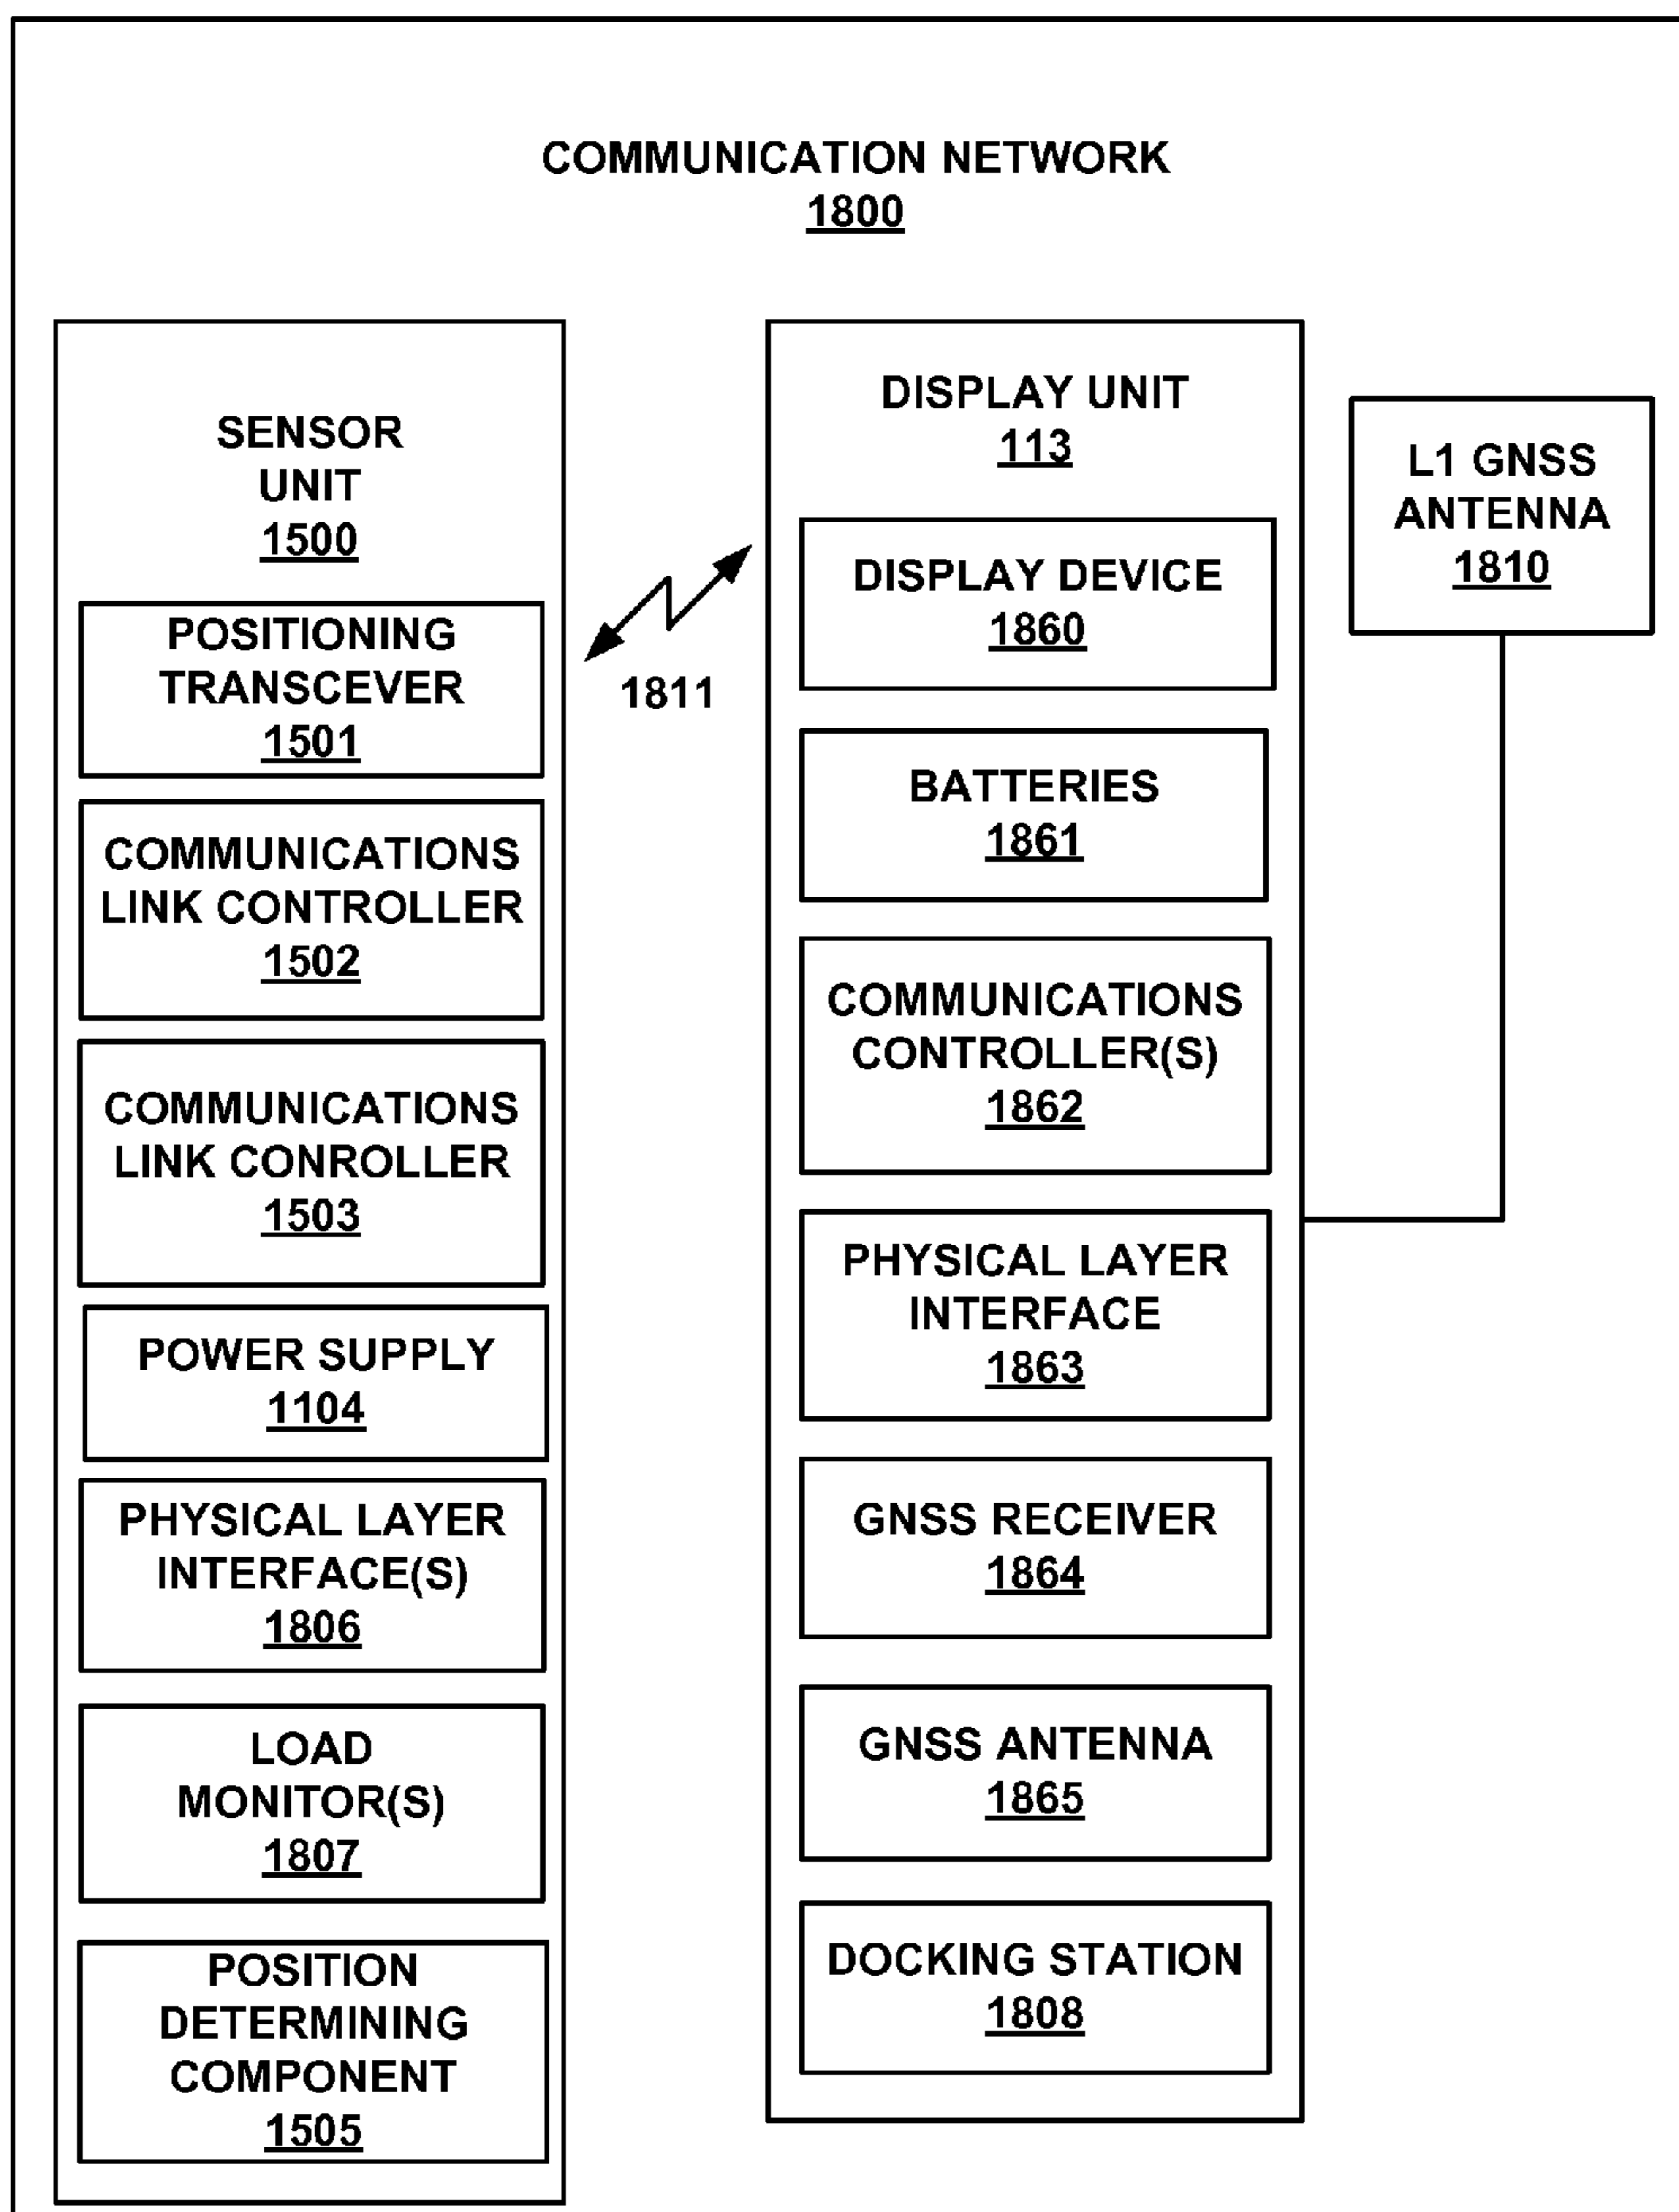 COMMUNICATION NETWORK
1800
SENSOR
UNIT
1500
POSITIONING
TRANSCEVER
1501
COMMUNICATIONS
LINK CONTROLLER
1502
COMMUNICATIONS
LINK CONROLLER
1503
POWER SUPPLY
1104
PHYSICAL LAYER
INTERFACE(S)
1806
LOAD
MONITOR(S)
1807
POSITION
DETERMINING
COMPONENT
1505
1811
DISPLAY UNIT
113
DISPLAY DEVICE
1860
BATTERIES
1861
COMMUNICATIONS
CONTROLLER(S)
1862
PHYSICAL LAYER
INTERFACE
1863
GNSS RECEIVER
1864
GNSS ANTENNA
1865
DOCKING STATION
1808
L1 GNSS
ANTENNA
1810